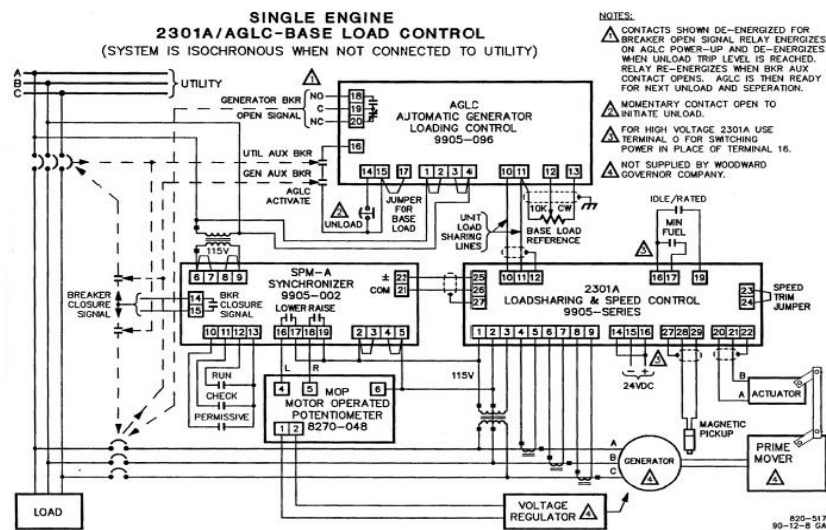 SINGLE ENGINE
2301A/AGLC-BASE LOAD CONTROL
(SYSTEM IS ISOCHRONOUS WHEN NOT CONNECTED TO UTILITY)
NOTES:
1 CONTACTS SHOWN DE-ENERGIZED FOR
BREAKER OPEN SIGNAL RELAY ENERGIZES
ON AGLC POWER-UP AND DE-ENERGIZES
WHEN UNLOAD TRIP LEVEL IS REACHED.
RELAY RE-ENERGIZES WHEN BKR AUX
CONTACT OPENS. AGLC IS THEN READY
FOR NEXT UNLOAD AND SEPERATION.
2 MOMENTARY CONTACT OPEN TO
INITIATE UNLOAD.
3 FOR HIGH VOLTAGE 2301A USE
TERMINAL 0 FOR SWITCHING
POWER IN PLACE OF TERMINAL 16.
4 NOT SUPPLIED BY WOODWARD
GOVERNOR COMPANY.
A
B
C
UTILITY
1
GENERATOR BKR
OPEN SIGNAL
NO
C
NC
18
19
20
16
AGLC
AUTOMATIC GENERATOR
LOADING CONTROL
9905-096
UTIL AUX BKR
GEN AUX BKR
AGLC
ACTIVATE
14 15 17 1 2 3 4 10 11 12 13
2
UNLOAD
JUMPER
FOR
BASE
LOAD
UNIT
LOAD
SHARING
LINES
10K CW
BASE LOAD
REFERENCE
IDLE/RATED
MIN
FUEL
3
115V
6 7 8 9
SPM-A
SYNCHRONIZER
9905-002
±
COM
22
21
BREAKER
CLOSURE
SIGNAL
14
15
BKR
CLOSURE
SIGNAL
LOWER RAISE
10 11 12 13 16 17 18 19 2 3 4 5
25
26
27
10 11 12 16 17 19
2301A
LOADSHARING & SPEED CONTROL
9905-SERIES
23
24
SPEED
TRIM
JUMPER
1 2 3 4 5 6 7 8 9 14 15 16 27 28 29 20 21 22
RUN
CHECK
PERMISSIVE
L
R
4 5 6
MOP
MOTOR OPERATED
POTENTIOMETER
8270-048
1 2
115V
- +
24VDC
3
B
A
ACTUATOR
MAGNETIC
PICKUP
A
B
C
GENERATOR
4
PRIME
MOVER
4
LOAD
VOLTAGE
REGULATOR
4
820-517
90-12-8 GA